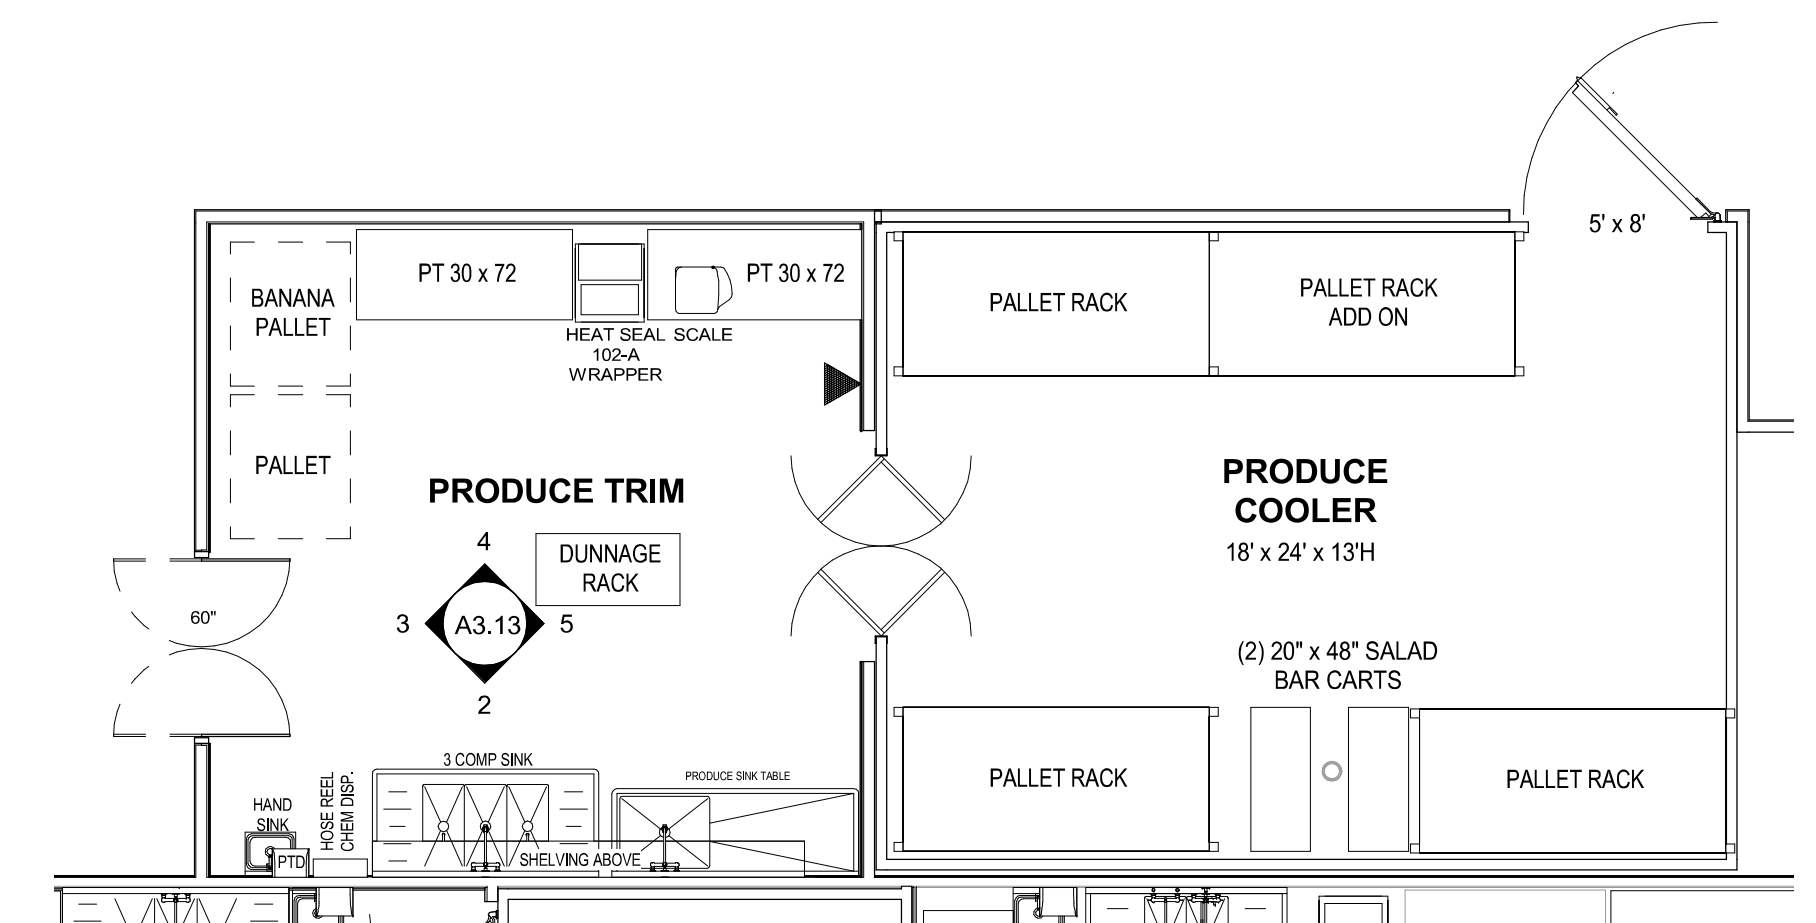 5' x 8'
PT 30 x 72
PT 30 x 72
BANANA
PALLET
PALLET RACK
PALLET RACK
ADD ON
HEAT SEAL
102-A
WRAPPER
SCALE
PALLET
PRODUCE TRIM
PRODUCE
COOLER
18' x 24' x 13'H
DUNNAGE
RACK
4
3
A3.13
5
2
60"
(2) 20" x 48" SALAD
BAR CARTS
3 COMP SINK
PRODUCE SINK TABLE
HAND
SINK
HOSE REEL
CHEM DISP.
PTD
SHELVING ABOVE
PALLET RACK
PALLET RACK